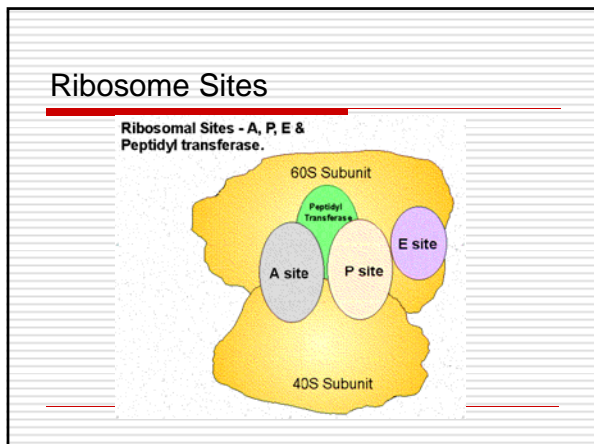 Ribosome Sites
Ribosomal Sites - A, P, E &
Peptidyl transferase.
60S Subunit
Peptidyl
Transferase
E site
A site
P site
40S Subunit